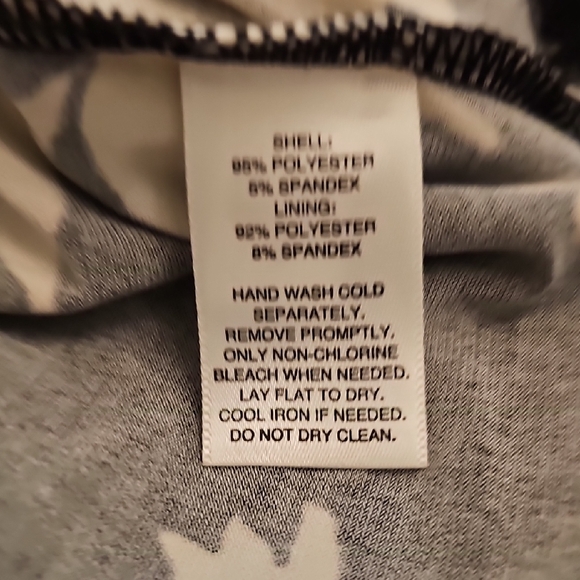 SHELL:
95% POLYESTER
5% SPANDEX
LINING:
92% POLYESTER
8% SPANDEX
HAND WASH COLD
SEPARATELY.
REMOVE PROMPTLY.
ONLY NON-CHLORINE
BLEACH WHEN NEEDED.
LAY FLAT TO DRY.
COOL IRON IF NEEDED.
DO NOT DRY CLEAN.